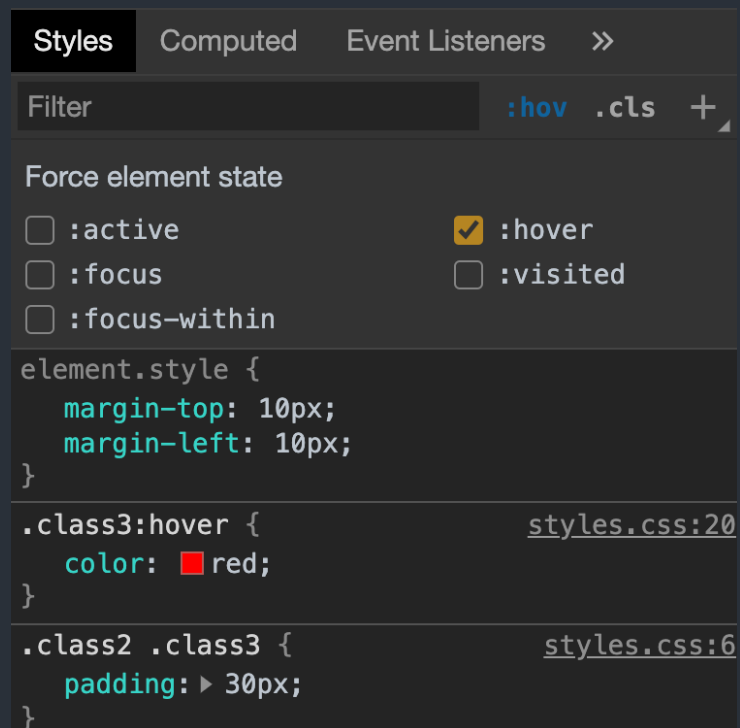 Styles Computed Event Listeners »
Filter :hov .cls +
Force element state
:active :hover
:focus :visited
:focus-within
element.style {
margin-top: 10px;
margin-left: 10px;
}
.class3:hover { styles.css:20
color: red;
}
.class2 .class3 { styles.css:6
padding: 30px;
}